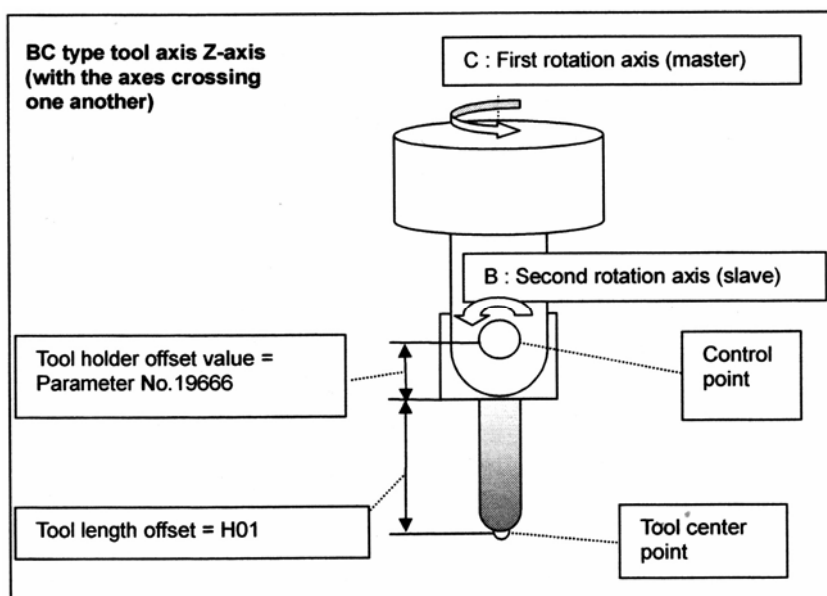 BC type tool axis Z-axis
(with the axes crossing
one another)
C : First rotation axis (master)
B : Second rotation axis (slave)
Tool holder offset value =
Parameter No.19666
Control
point
Tool length offset = H01
Tool center
point